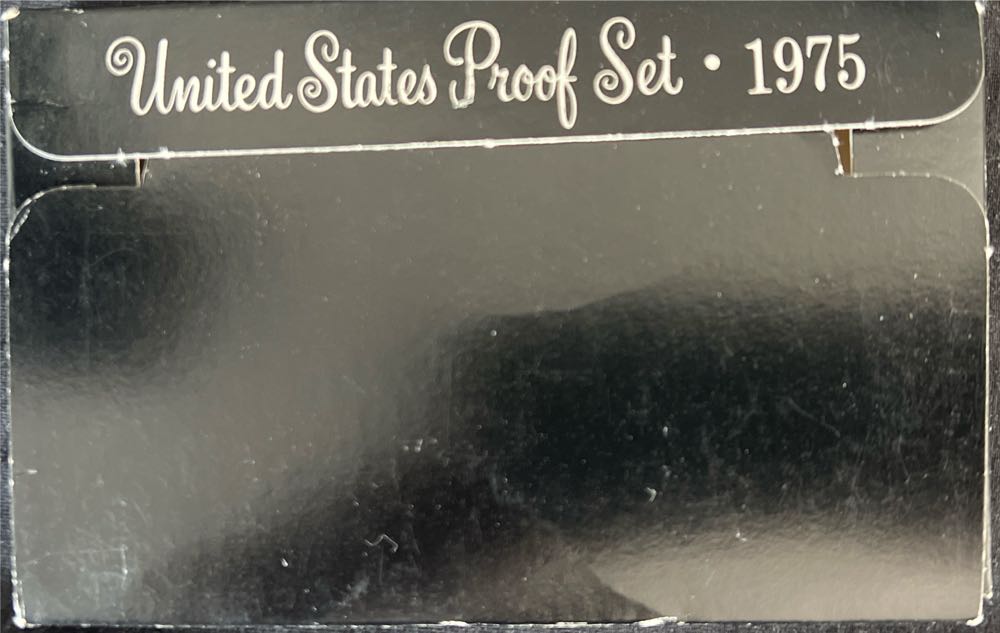 United States Proof Set • 1975